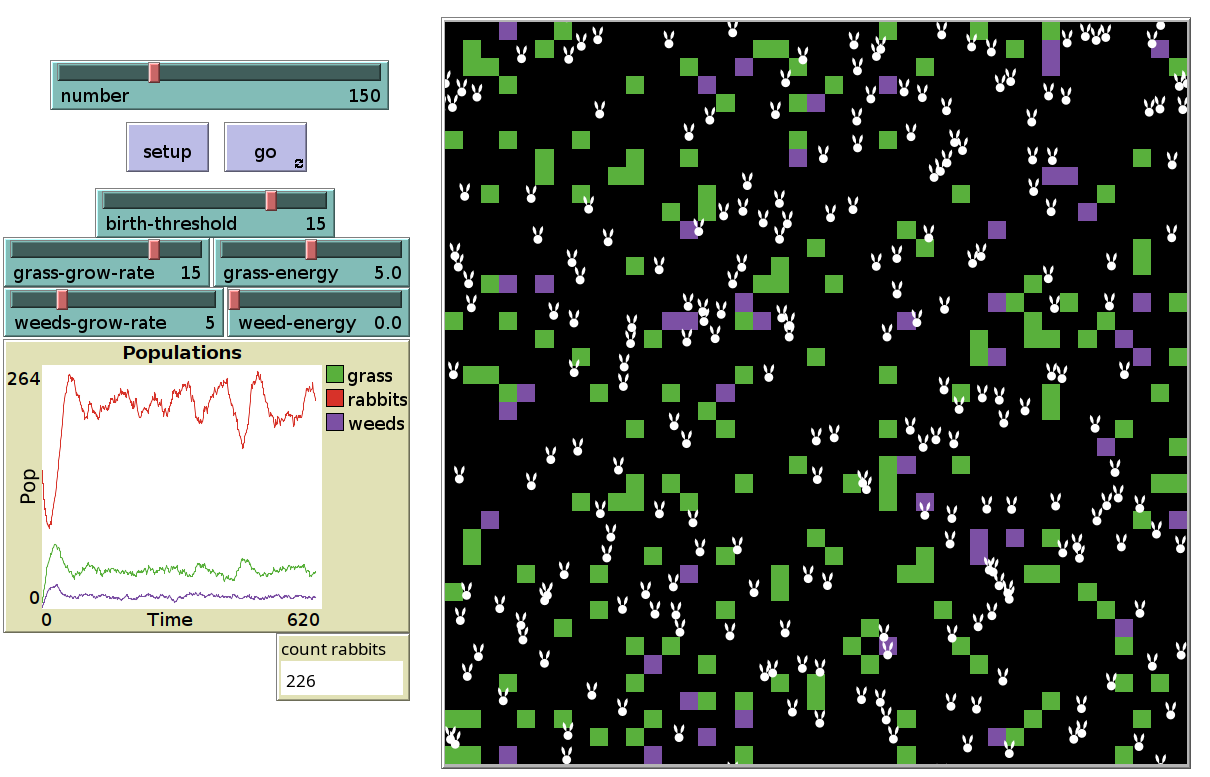 number 150
setup
go
birth-threshold 15
grass-grow-rate 15
grass-energy 5.0
weeds-grow-rate 5
weed-energy 0.0
Populations
264
Pop
0
0 Time 620
grass
rabbits
weeds
count rabbits
226